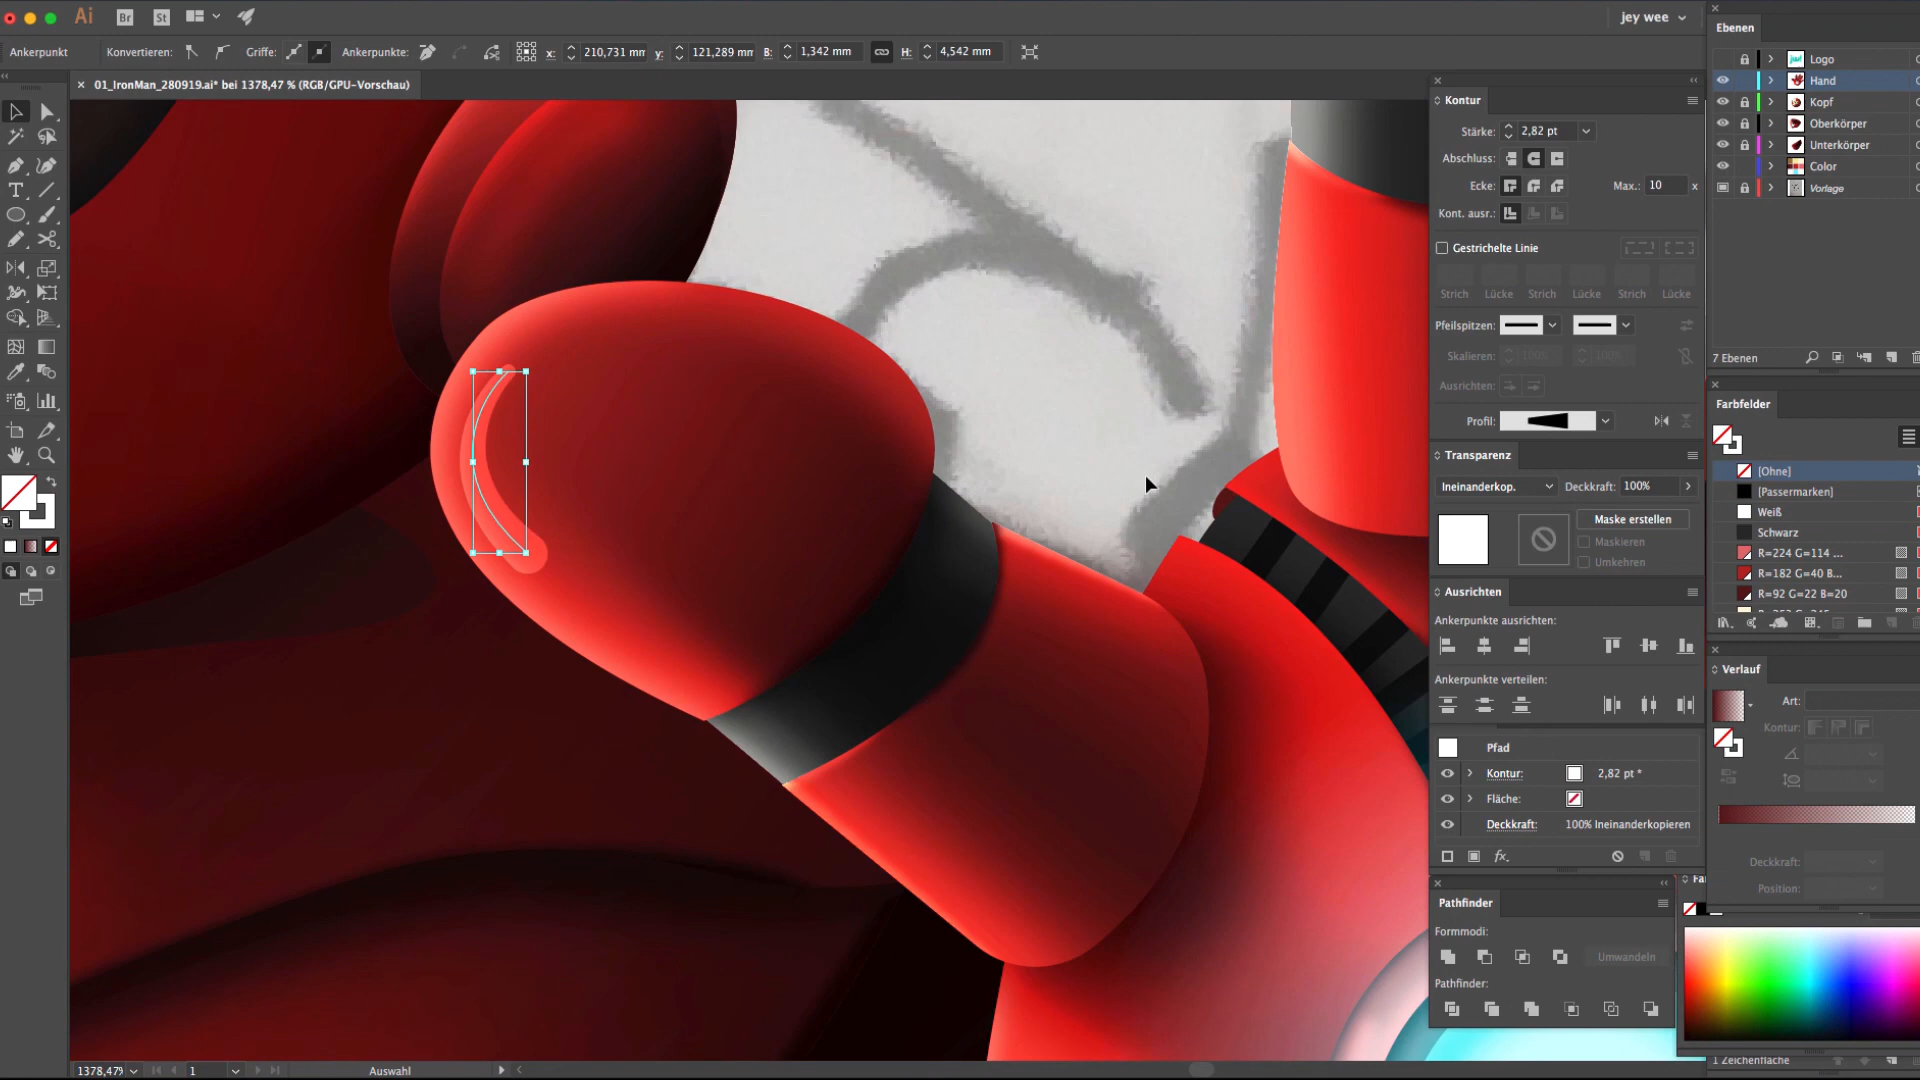 Ai Br St jey wee
Ankerpunkt Konvertieren: Griffe: Ankerpunkte: x: 210,731 mm y: 121,289 mm B: 1,342 mm H: 4,542 mm
× 01_IronMan_280919.ai* bei 1378,47 % (RGB/GPU-Vorschau)
Ebenen
Logo
Hand
Kopf
Oberkörper
Unterkörper
Color
Vorlage
7 Ebenen
Kontur
Stärke: 2,82 pt
Abschluss:
Ecke: Max.: 10 x
Kont. ausr.:
Gestrichelte Linie
Strich Lücke Strich Lücke Strich Lücke
Pfeilspitzen:
Skalieren: 100% 100%
Ausrichten:
Profil:
Transparenz
Ineinanderkop. Deckkraft: 100%
Maske erstellen
Maskieren
Umkehren
Ausrichten
Ankerpunkte ausrichten:
Ankerpunkte verteilen:
Pfad
Kontur: 2,82 pt *
Fläche:
Deckkraft: 100% Ineinanderkopieren
fx.
Pathfinder
Formmodi:
Umwandeln
Pathfinder:
Farbfelder
[Ohne]
[Passermarken]
Weiß
Schwarz
R=224 G=114 ...
R=182 G=40 B...
R=92 G=22 B=20
Verlauf
Art:
Kontur:
Deckkraft:
Position:
Fa
1 Zeichenfläche
1378,47% 1 Auswahl